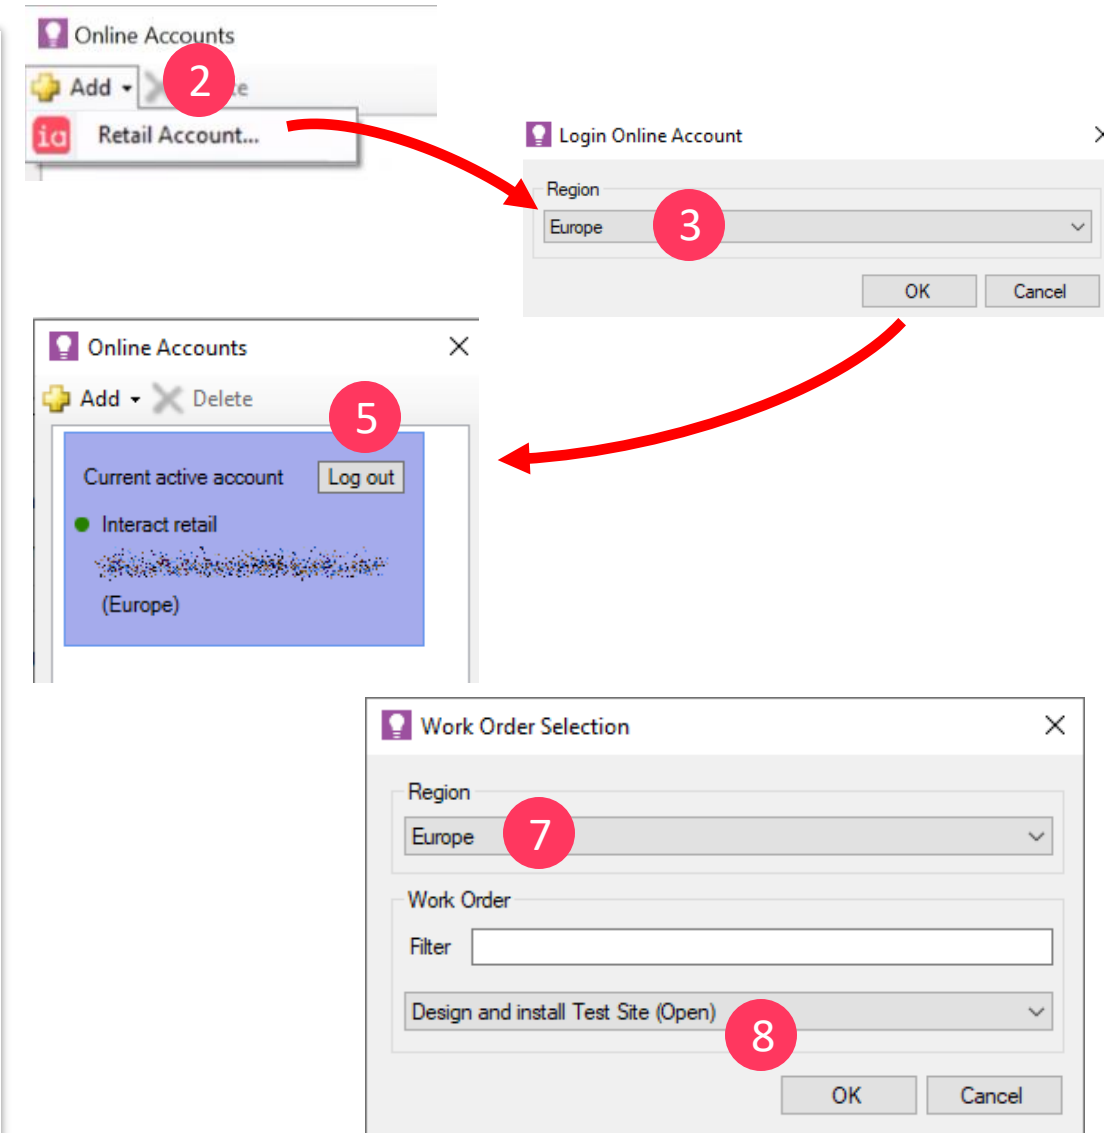 Online Accounts
Add
2
te
Retail Account...
Login Online Account
Region
Europe
3
OK Cancel
Online Accounts
Add Delete
5
Current active account Log out
Interact retail
(Europe)
Work Order Selection
Region
Europe
7
Work Order
Filter
Design and install Test Site (Open)
8
OK Cancel